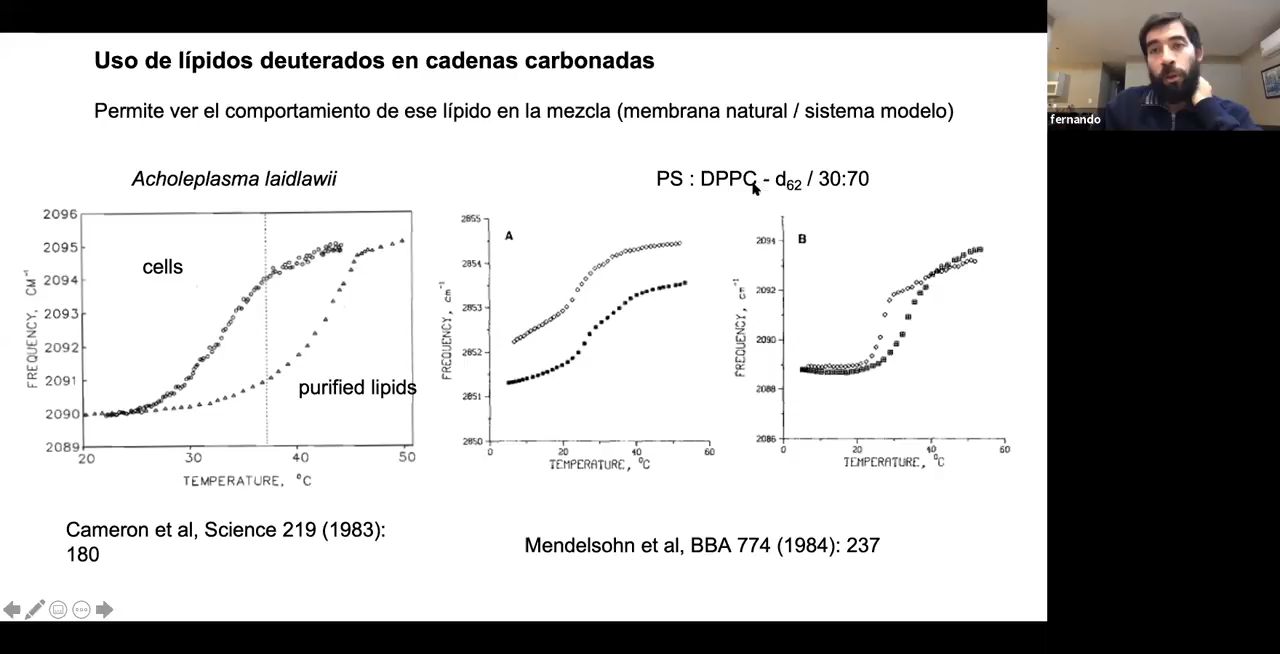 Uso de lípidos deuterados en cadenas carbonadas
Permite ver el comportamiento de ese lípido en la mezcla (membrana natural / sistema modelo)
fernando
Acholeplasma laidlawii
PS : DPPC - d62 / 30:70
2096
2095
2094
2093
2092
2091
2090
2089
FREQUENCY, CM⁻¹
cells
purified lipids
20 30 40 50
TEMPERATURE, °C
A
2855
2854
2853
2852
2851
2850
FREQUENCY, cm⁻¹
0 20 40 60
TEMPERATURE, °C
B
2094
2092
2090
2088
2086
FREQUENCY, cm⁻¹
0 20 40 60
TEMPERATURE, °C
Cameron et al, Science 219 (1983):
180
Mendelsohn et al, BBA 774 (1984): 237